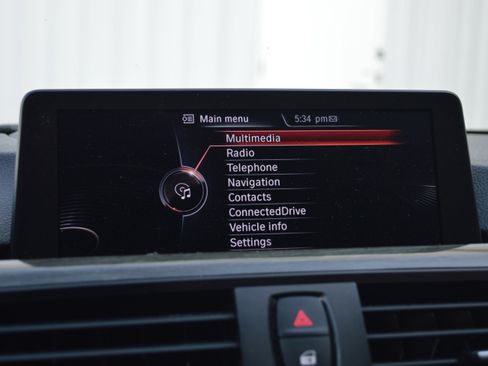 Main menu 5:34 pm
Multimedia
Radio
Telephone
Navigation
Contacts
ConnectedDrive
Vehicle info
Settings